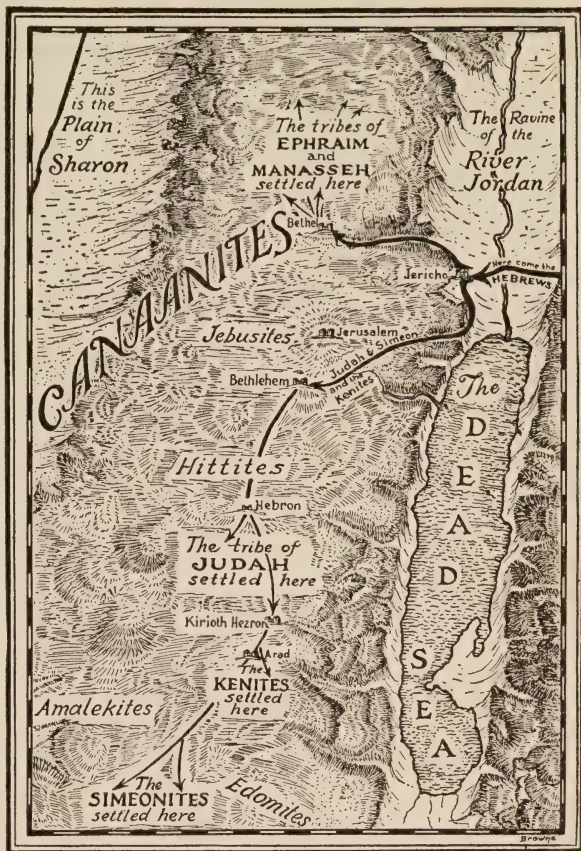 This
is the
Plain
of
Sharon
The tribes of
EPHRAIM
and
MANASSEH
settled here
The Ravine
of the
River
Jordan
Bethel
CANAANITES
Here come the
HEBREWS
Jericho
Jebusites
Jerusalem
Judah & Simeon
and the
Kenites
Bethlehem
The
DEAD
SEA
Hittites
Hebron
The tribe of
JUDAH
settled here
Kirioth Hezron
Arad
The
KENITES
settled
here
Amalekites
The
SIMEONITES
settled here
Edomites
Browne